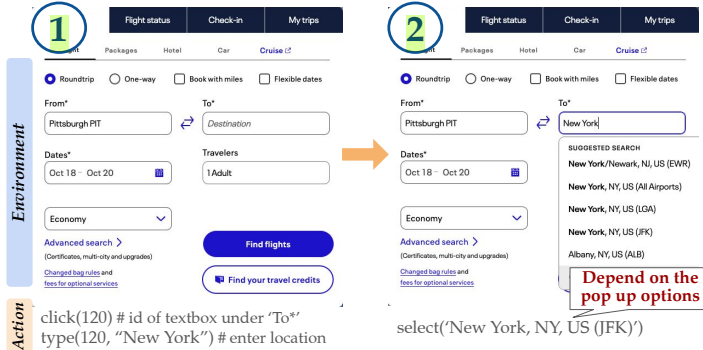 Environment
Action
1
Flight status
Check-in
My trips
Packages
Hotel
Car
Cruise
Roundtrip
One-way
Book with miles
Flexible dates
From*
To*
Pittsburgh PIT
Destination
Dates*
Travelers
Oct 18 - Oct 20
1 Adult
Economy
Advanced search >
Find flights
(Certificates, multi-city and upgrades)
Changed bag rules and
fees for optional services
Find your travel credits
click(120) # id of textbox under ‘To*’
type(120, “New York”) # enter location
2
Flight status
Check-in
My trips
Packages
Hotel
Car
Cruise
Roundtrip
One-way
Book with miles
Flexible dates
From*
To*
Pittsburgh PIT
New York
Dates*
Oct 18 - Oct 20
SUGGESTED SEARCH
New York/Newark, NJ, US (EWR)
New York, NY, US (All Airports)
New York, NY, US (LGA)
New York, NY, US (JFK)
Albany, NY, US (ALB)
Economy
Advanced search >
(Certificates, multi-city and upgrades)
Changed bag rules and
fees for optional services
Depend on the
pop up options
select(‘New York, NY, US (JFK)’)